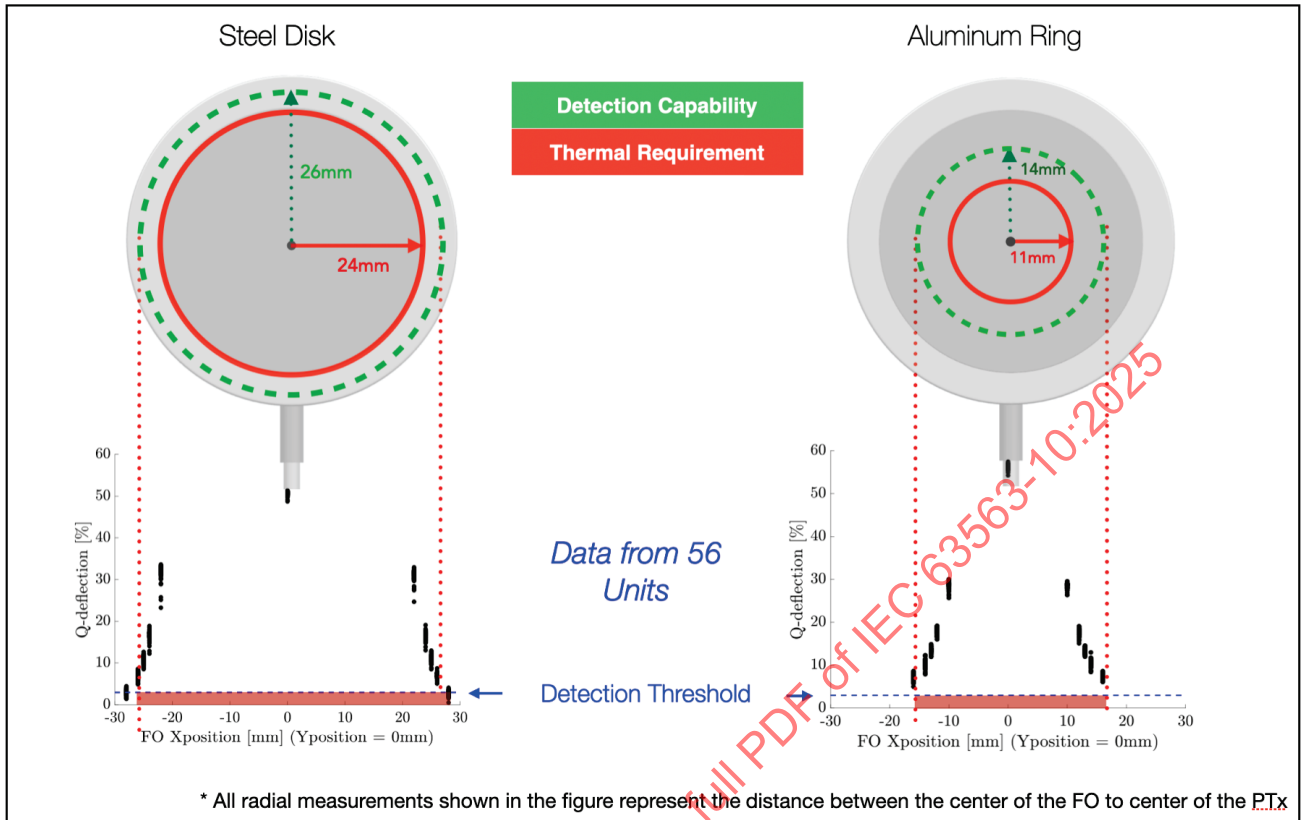 Steel Disk
Aluminum Ring
Detection Capability
Thermal Requirement
26mm
24mm
14mm
11mm
60
50
40
30
20
10
0
Q-deflection [%]
-30
-20
-10
0
10
20
30
FO Xposition [mm] (Yposition = 0mm)
Data from 56
Units
Detection Threshold
60
50
40
30
20
10
0
Q-deflection [%]
-30
-20
-10
0
10
20
30
FO Xposition [mm] (Yposition = 0mm)
full PDF of IEC 63563-10:2025
* All radial measurements shown in the figure represent the distance between the center of the FO to center of the PTx